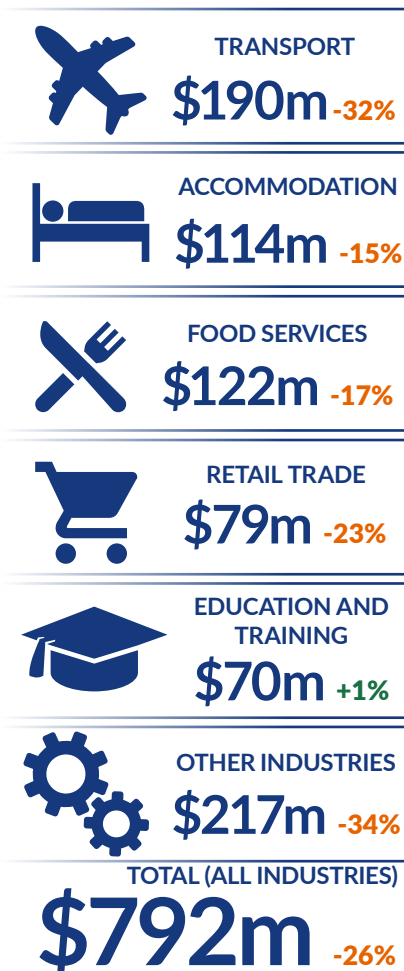 TRANSPORT
$190m -32%
ACCOMMODATION
$114m -15%
FOOD SERVICES
$122m -17%
RETAIL TRADE
$79m -23%
EDUCATION AND
TRAINING
$70m +1%
OTHER INDUSTRIES
$217m -34%
TOTAL (ALL INDUSTRIES)
$792m -26%